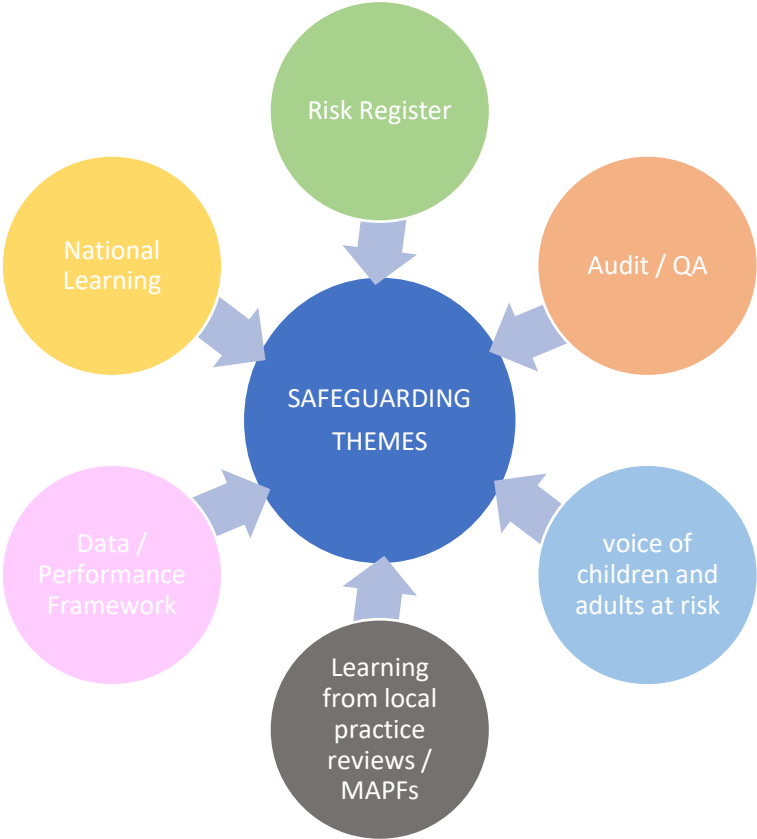 Risk Register
National
Learning
Audit / QA
SAFEGUARDING
THEMES
Data /
Performance
Framework
voice of
children and
adults at risk
Learning
from local
practice
reviews /
MAPFs